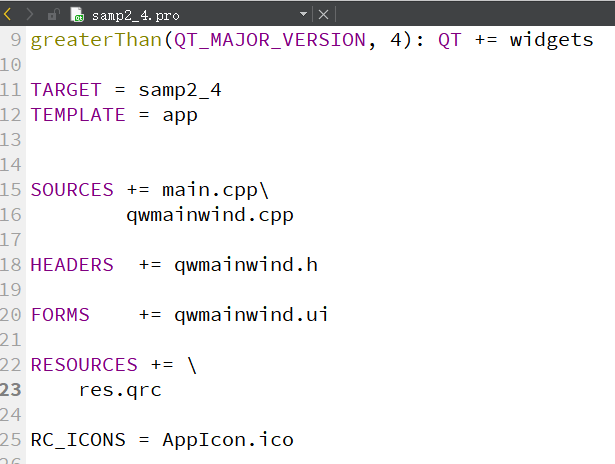 samp2_4.pro
9 greaterThan(QT_MAJOR_VERSION, 4): QT += widgets
10
11 TARGET = samp2_4
12 TEMPLATE = app
13
14
15 SOURCES += main.cpp\
16 qwmainwind.cpp
17
18 HEADERS += qwmainwind.h
19
20 FORMS += qwmainwind.ui
21
22 RESOURCES += \
23 res.qrc
24
25 RC_ICONS = AppIcon.ico